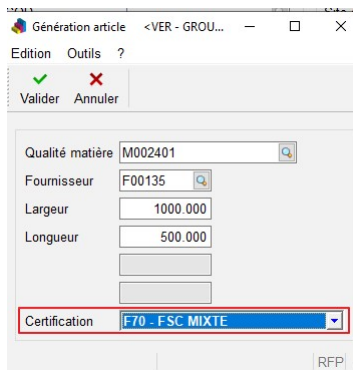 Génération article <VER - GROU...
Edition Outils ?
Valider Annuler
Qualité matière M002401
Fournisseur F00135
Largeur 1000.000
Longueur 500.000
Certification F70 - FSC MIXTE
RFP